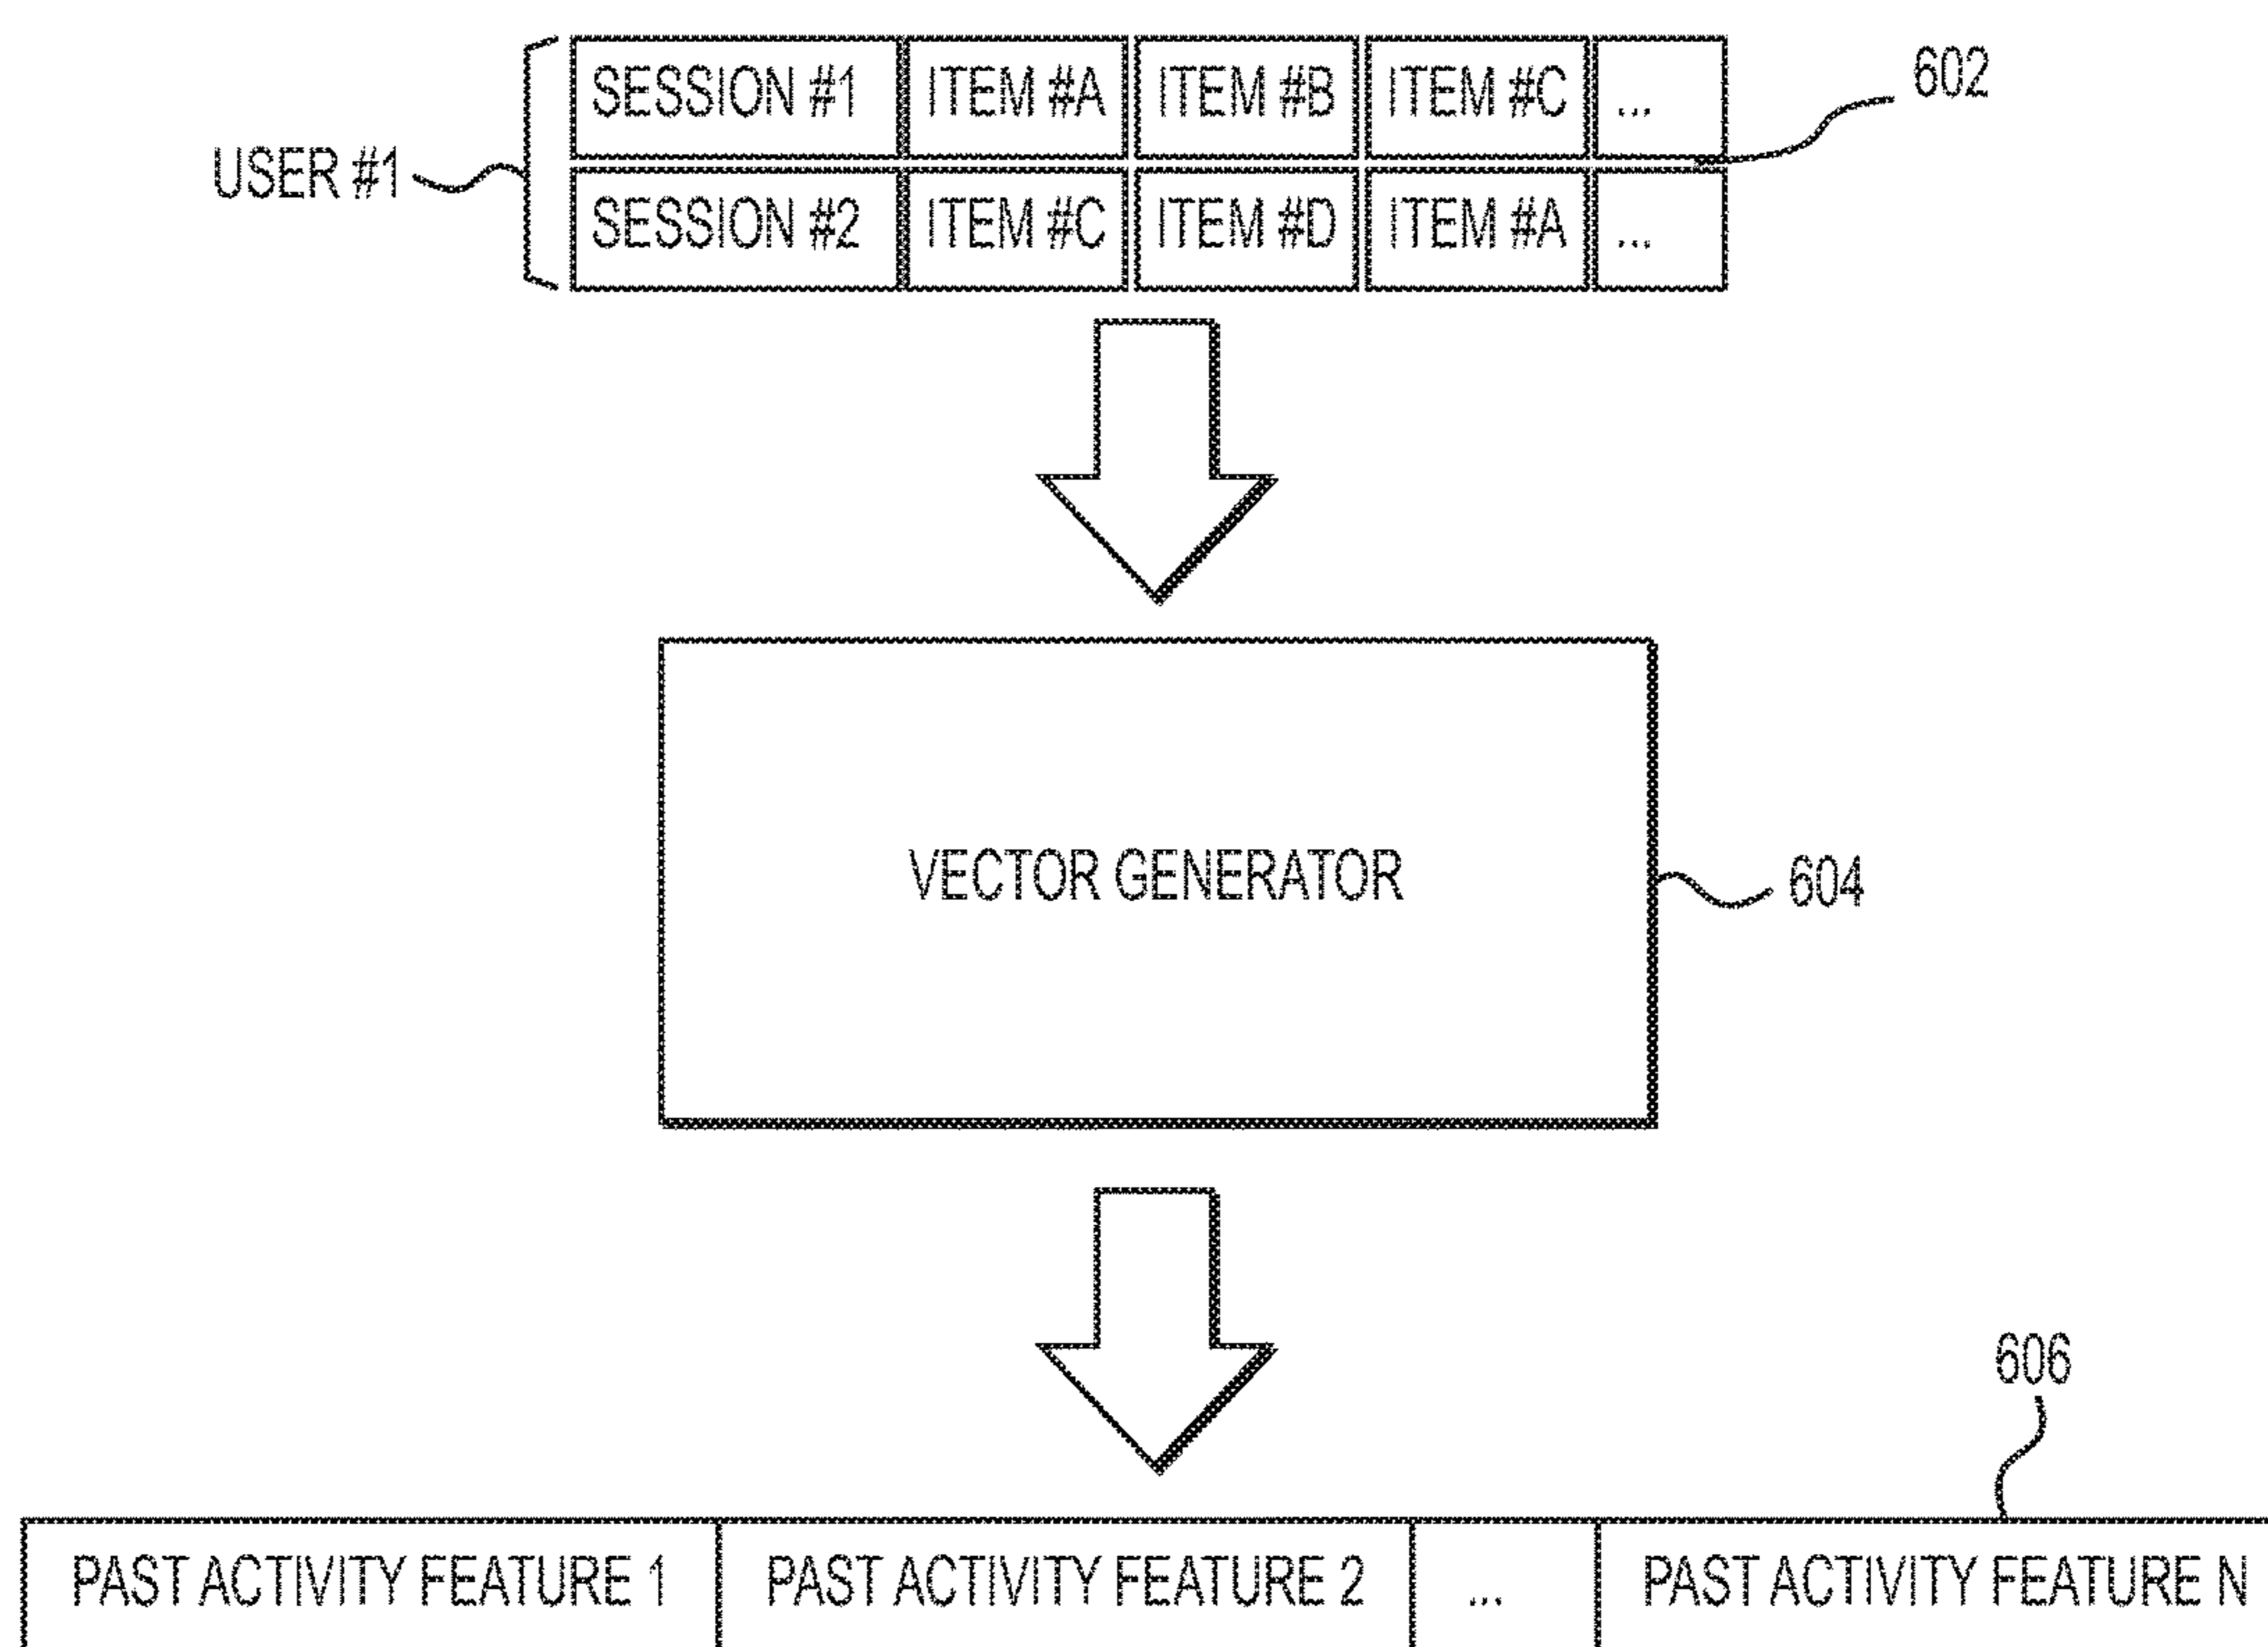 SESSION #1 ITEM #A ITEM #B ITEM #C ...
602
USER #1
SESSION #2 ITEM #C ITEM #D ITEM #A ...
VECTOR GENERATOR
604
606
PAST ACTIVITY FEATURE 1 PAST ACTIVITY FEATURE 2 ... PAST ACTIVITY FEATURE N